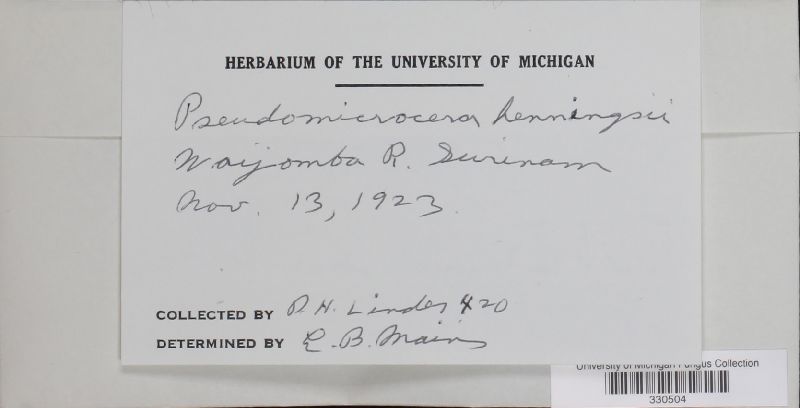 HERBARIUM OF THE UNIVERSITY OF MICHIGAN
Pseudomicrocera henningsii
Wayombo R. Surinam
Nov. 13, 1923.
COLLECTED BY D. H. Linder 420
DETERMINED BY E. B. Mains
University of Michigan Fungus Collection
330504